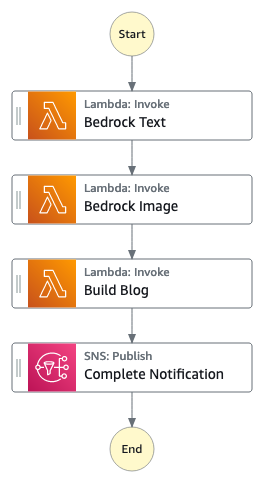 Start
Lambda: Invoke
Bedrock Text
Lambda: Invoke
Bedrock Image
Lambda: Invoke
Build Blog
SNS: Publish
Complete Notification
End